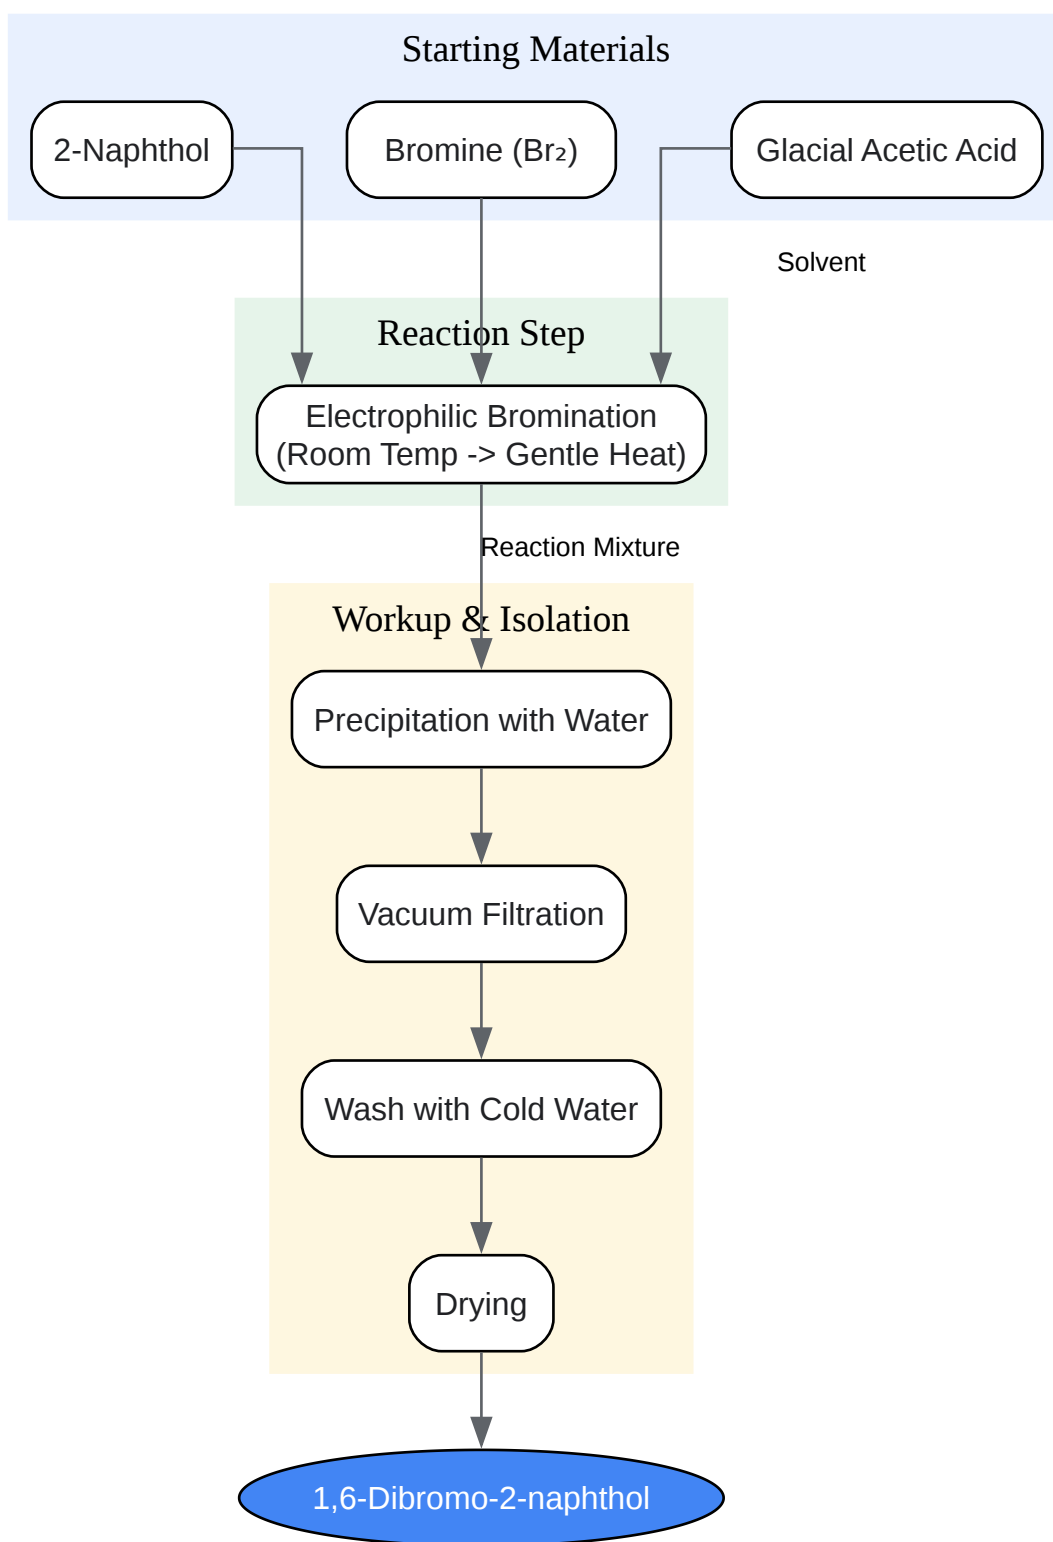 Starting Materials
2-Naphthol
Bromine (Br₂)
Glacial Acetic Acid
Solvent
Reaction Step
Electrophilic Bromination
(Room Temp -> Gentle Heat)
Reaction Mixture
Workup & Isolation
Precipitation with Water
Vacuum Filtration
Wash with Cold Water
Drying
1,6-Dibromo-2-naphthol